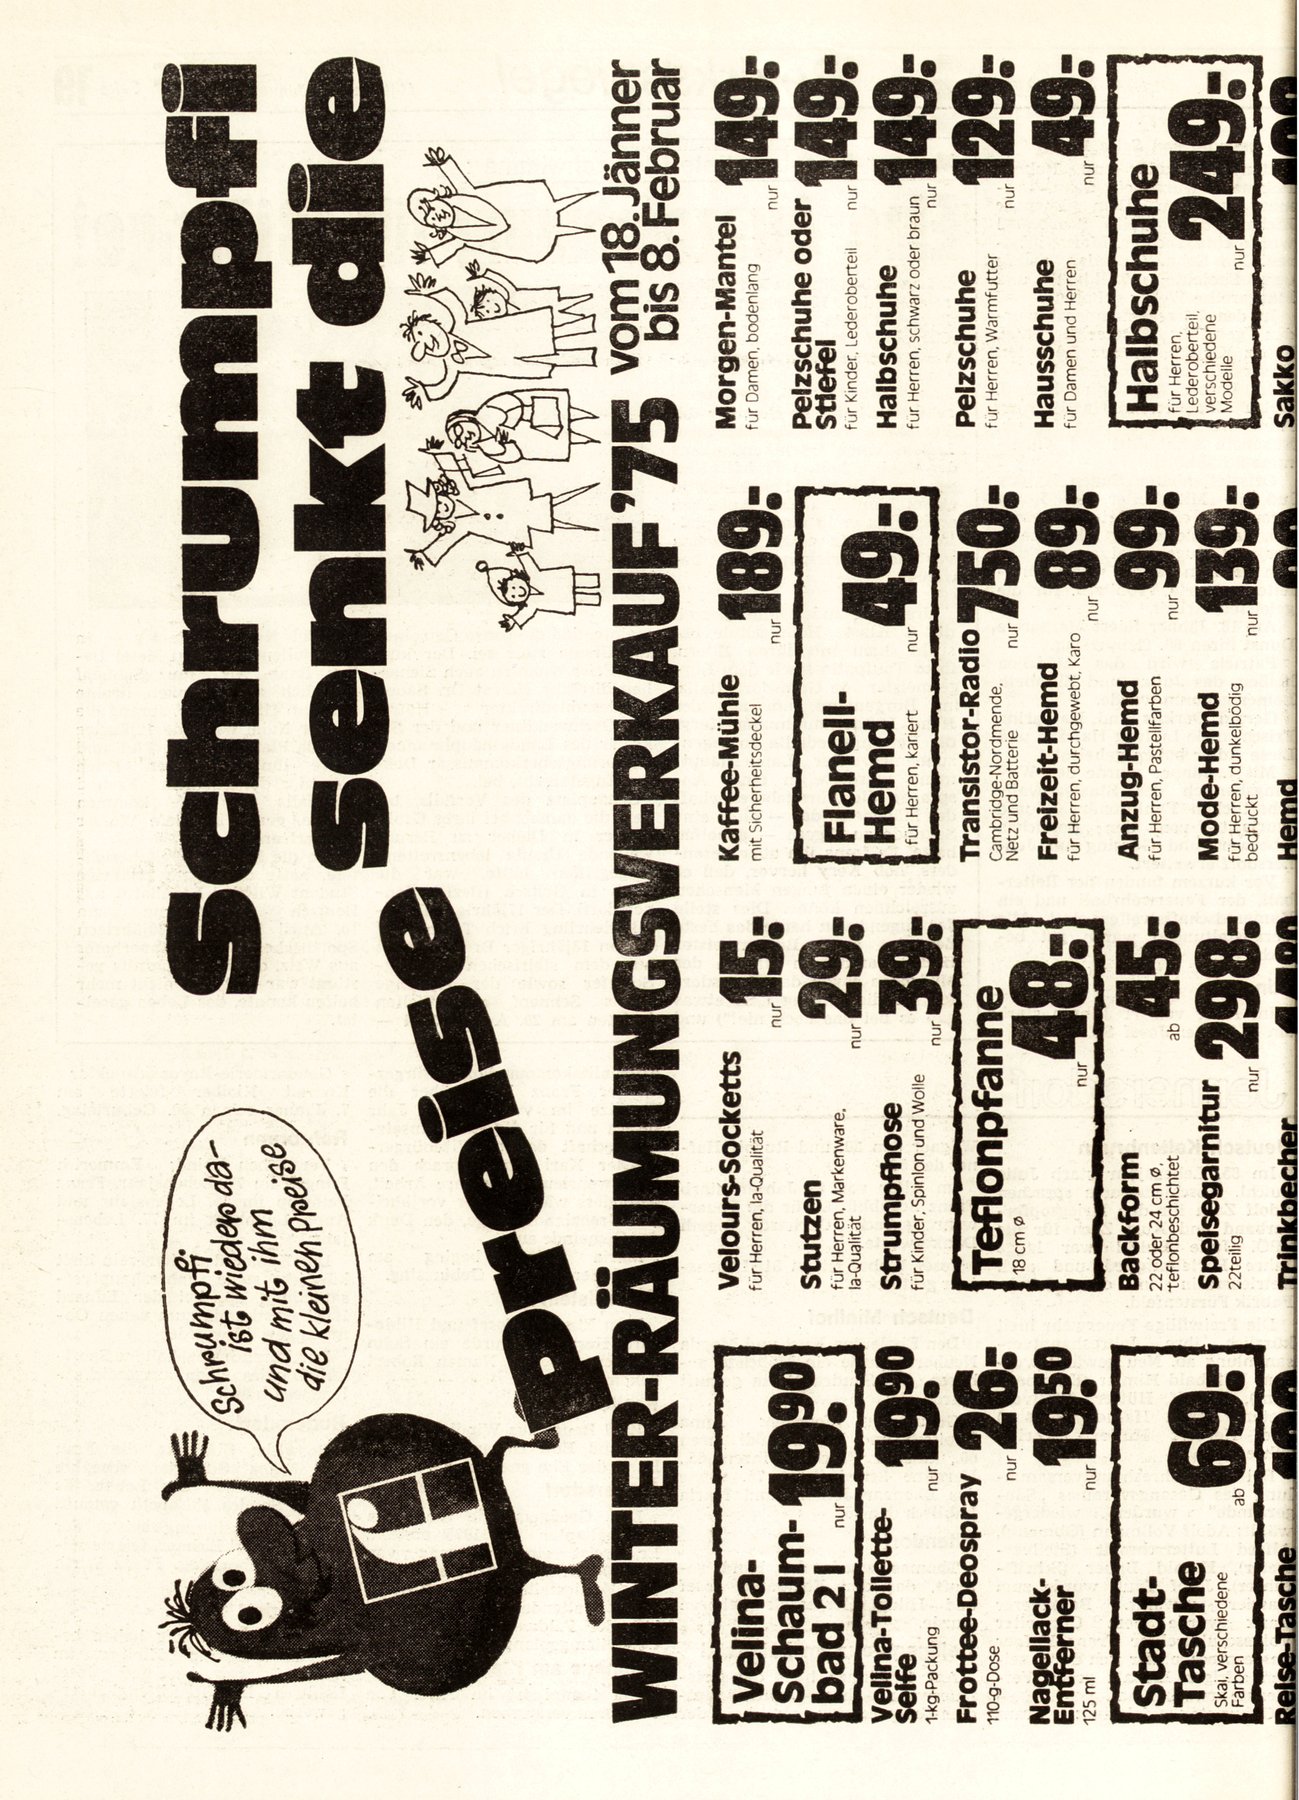 Schrumpfi
ist wieder da-
und mit ihm
die kleinen Preise
Schrumpfi
senkt die
Preise
WINTER-RÄUMUNGSVERKAUF '75
vom 18. Jänner
bis 8. Februar
Velina-
Schaum-
bad 2 l
nur 19.90
Velina-Toilette-
Seife
1-kg-Packung
nur 19.90
Frottee-Deospray
110-g-Dose
nur 26.-
Nagellack-
Entferner
125 ml
nur 19.50
Stadt-
Tasche
Skai, verschiedene
Farben
ab 69.-
Reise-Tasche
Velours-Socketts
für Herren, Ia-Qualität
nur 15.-
Stutzen
für Herren, Markenware,
Ia-Qualität
nur 29.-
Strumpfhose
für Kinder, Spinlon und Wolle
nur 39.-
Teflonpfanne
18 cm ø
nur 48.-
Backform
22 oder 24 cm ø,
teflonbeschichtet
ab 45.-
Speisegarnitur
22teilig
nur 298.-
Trinkbecher
Kaffee-Mühle
mit Sicherheitsdeckel
nur 189.-
Flanell-
Hemd
für Herren, kariert
nur 49.-
Transistor-Radio
Cambridge-Nordmende,
Netz und Batterie
nur 750.-
Freizeit-Hemd
für Herren, durchgewebt, Karo
nur 89.-
Anzug-Hemd
für Herren, Pastellfarben
nur 99.-
Mode-Hemd
für Herren, dunkelbödig
bedruckt
nur 139.-
Hemd
Morgen-Mantel
für Damen, bodenlang
nur 149.-
Pelzschuhe oder
Stiefel
für Kinder, Lederoberteil
nur 149.-
Halbschuhe
für Herren, schwarz oder braun
nur 149.-
Pelzschuhe
für Herren, Warmfutter
nur 129.-
Hausschuhe
für Damen und Herren
nur 49.-
Halbschuhe
für Herren,
Lederoberteil,
verschiedene
Modelle
nur 249.-
Sakko